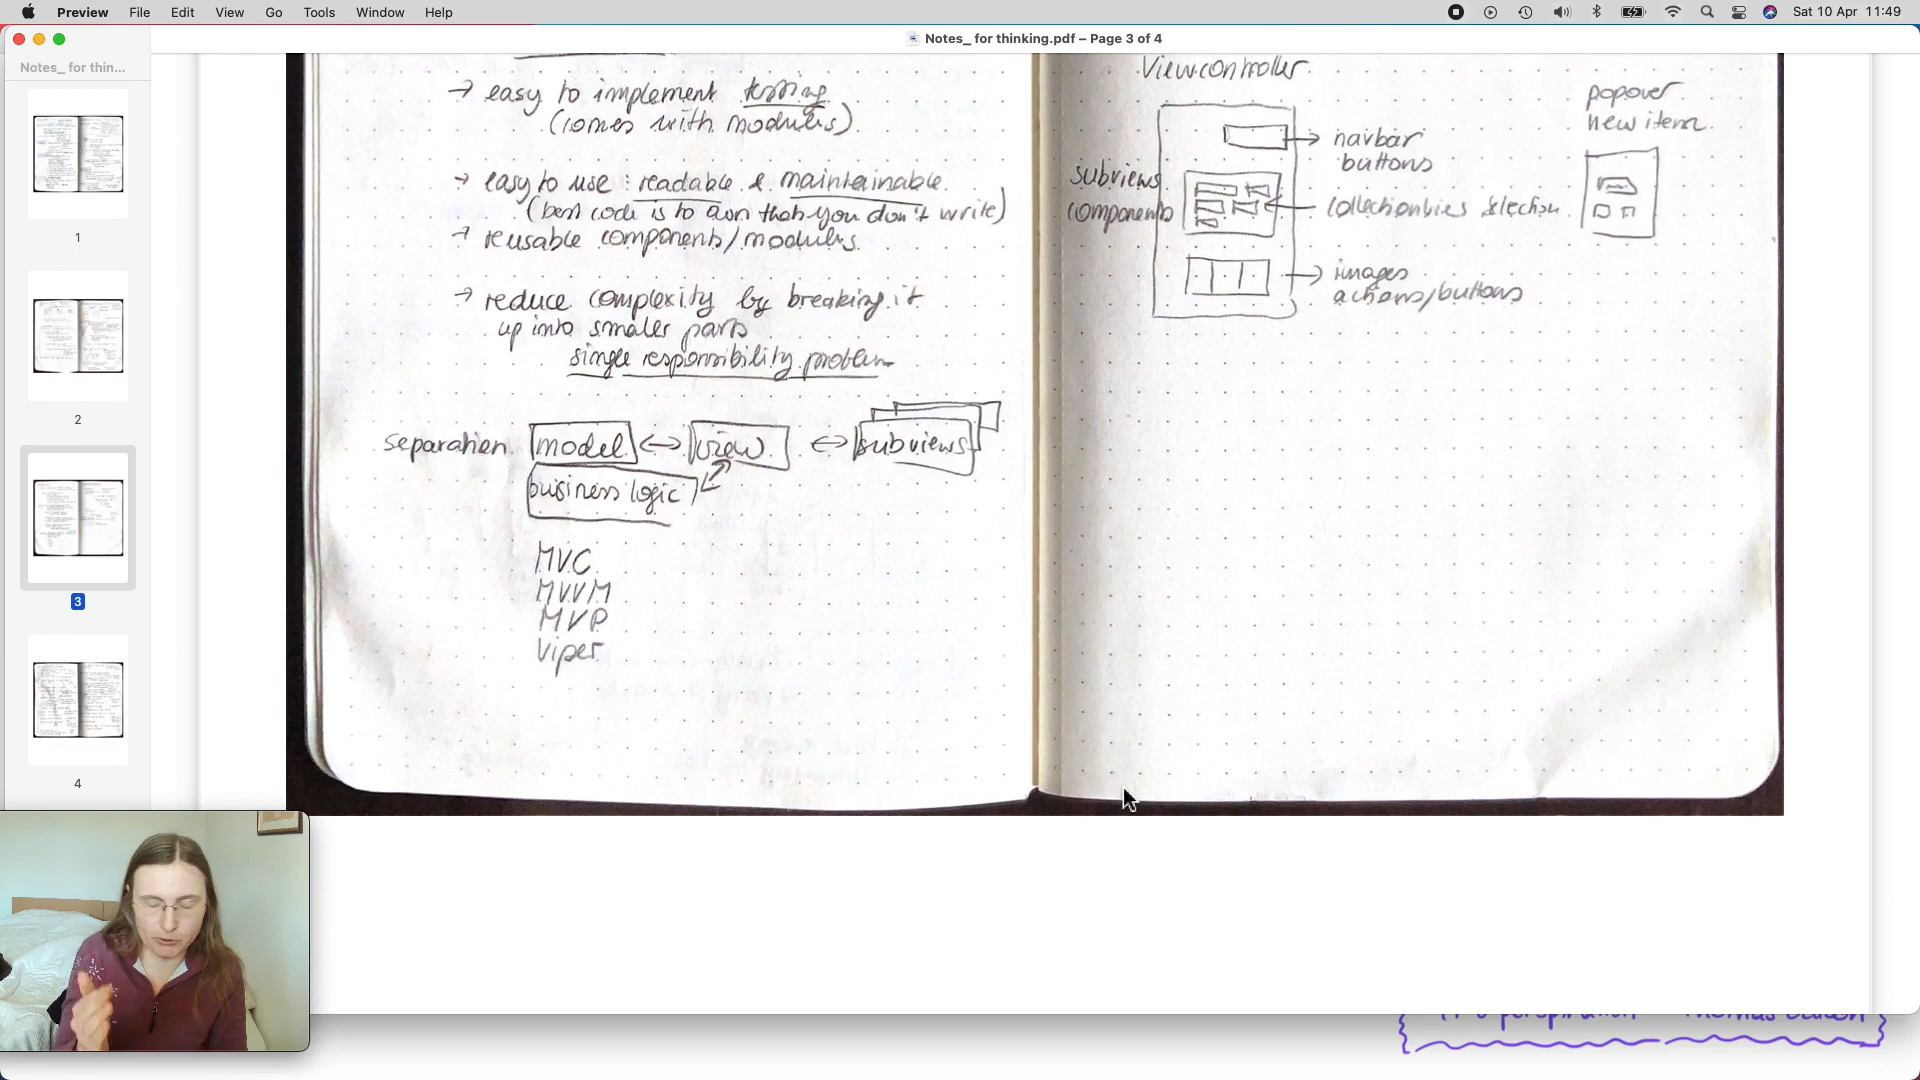 Preview File Edit View Go Tools Window Help
Sat 10 Apr 11:49
Notes_ for thinking.pdf – Page 3 of 4
Notes_ for thin...
1
2
3
4
→ easy to implement testing
(comes with modules).
→ easy to use : readable & maintainable.
(best code is to own that you don't write)
→ reusable components/modules.
→ reduce complexity by breaking it
up into smaller parts
single responsibility problem
separation model ↔ view ↔ subviews
business logic
MVC
MVVM
MVP
Viper
Viewcontroller
navbar
buttons
subviews
components
selection
images
actions/buttons
popover
new item
perspiration Thomas